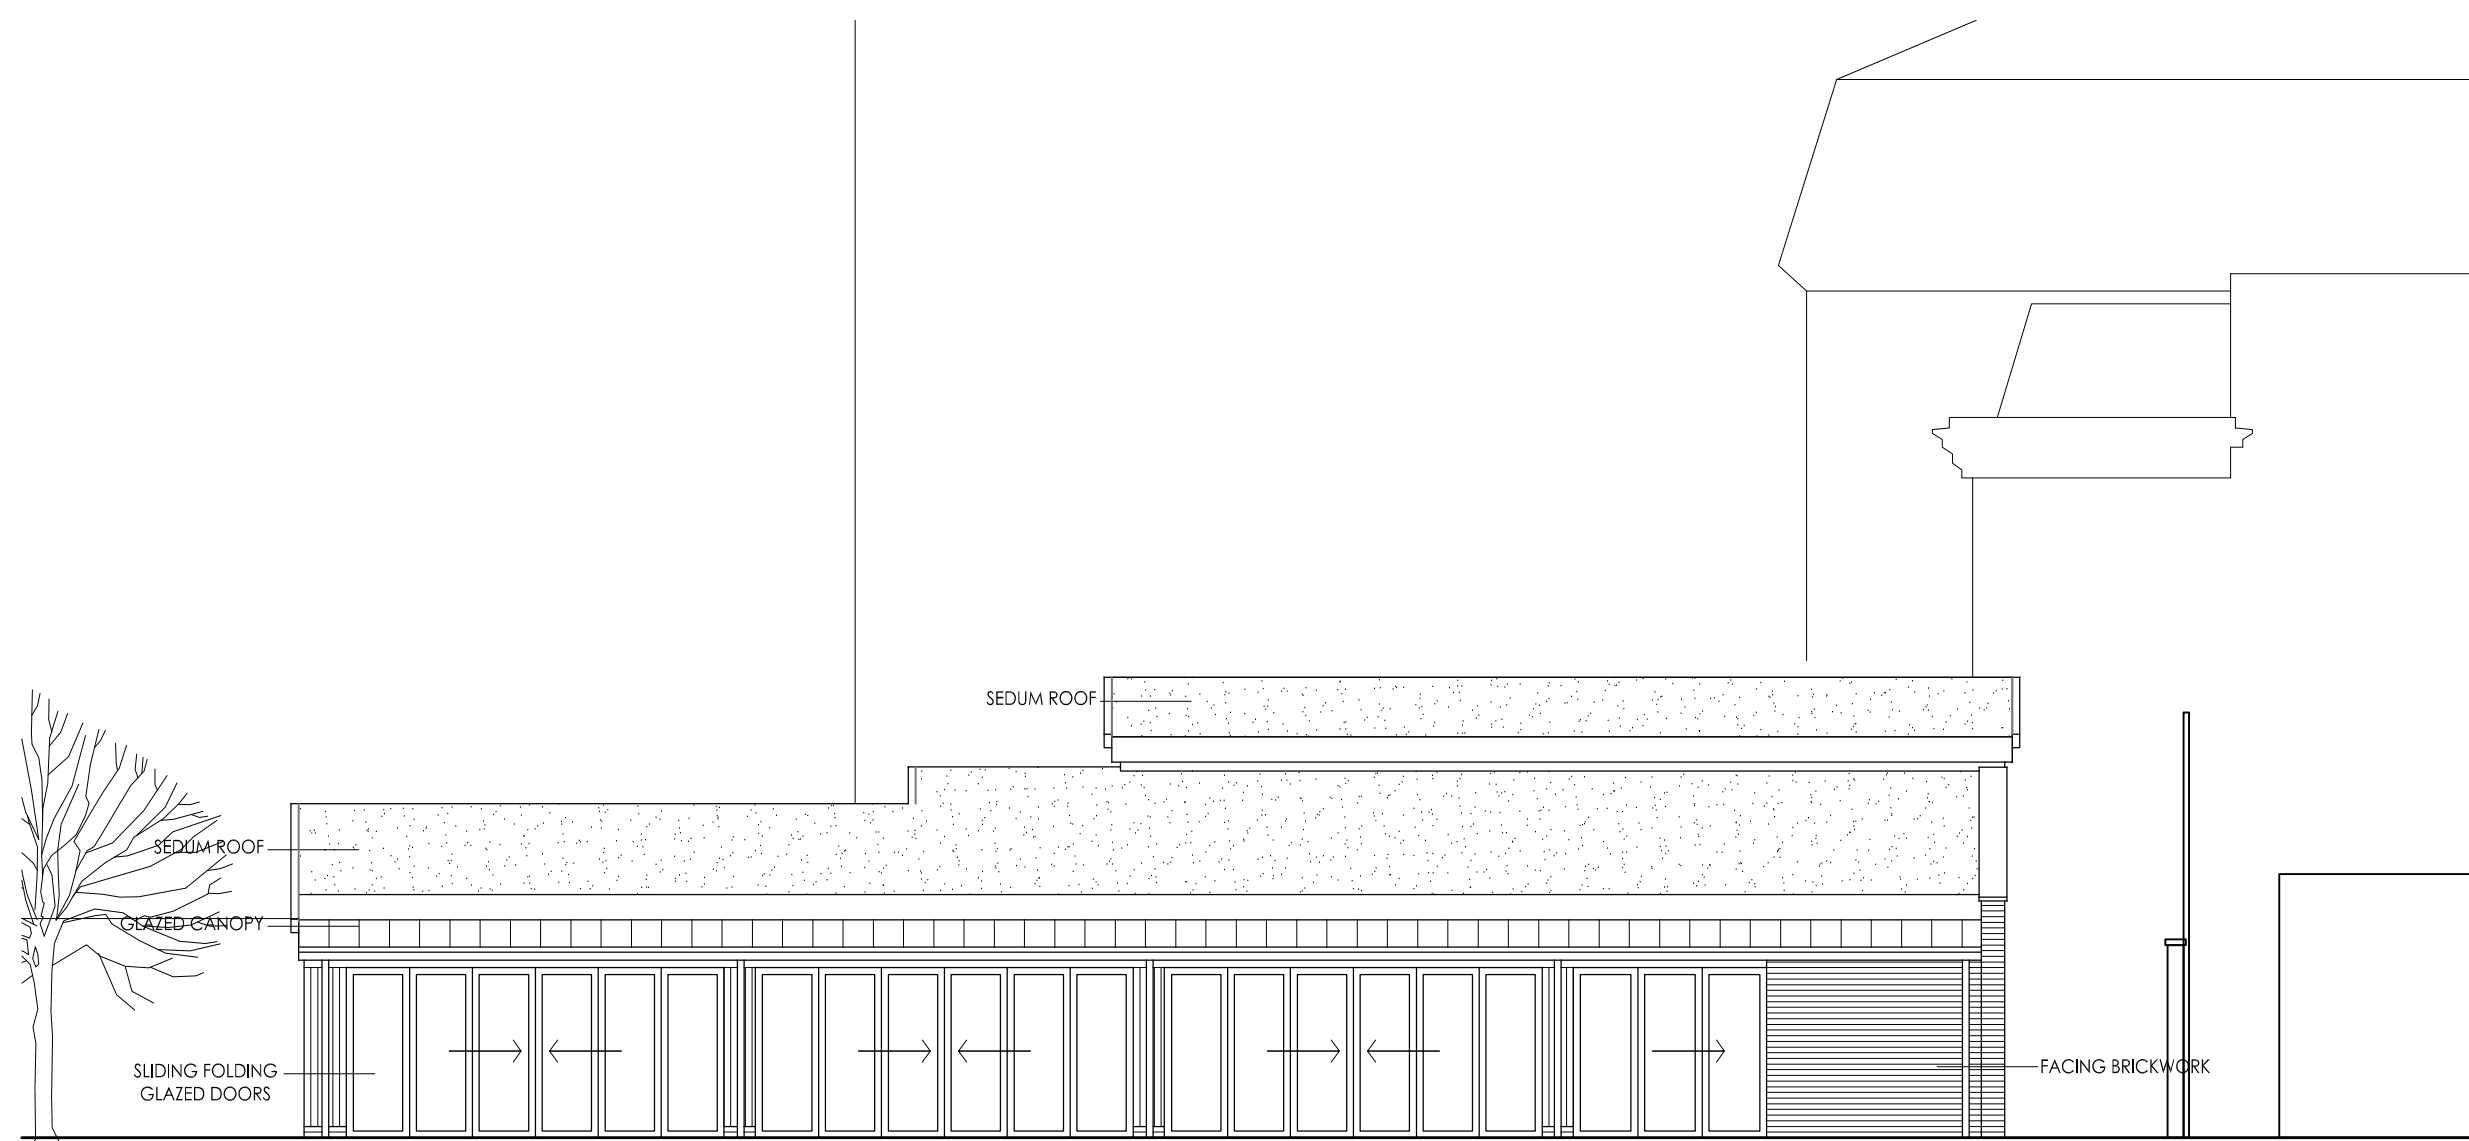 SEDUM ROOF
SEDUM ROOF
GLAZED CANOPY
SLIDING FOLDING
GLAZED DOORS
FACING BRICKWORK